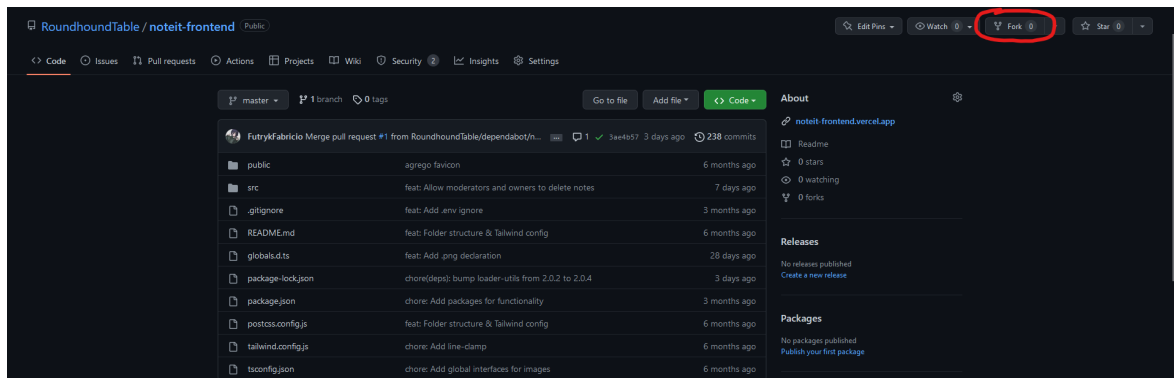 RoundhoundTable / noteit-frontend Public
Edit Pins Watch 0 Fork 0 Star 0
Code Issues Pull requests Actions Projects Wiki Security 2 Insights Settings
master 1 branch 0 tags Go to file Add file Code
FutrykFabricio Merge pull request #1 from RoundhoundTable/dependabot/n... ... 1 3ae4b57 3 days ago 238 commits
public agrego favicon 6 months ago
src feat: Allow moderators and owners to delete notes 7 days ago
.gitignore feat: Add .env ignore 3 months ago
README.md feat: Folder structure & Tailwind config 6 months ago
globals.d.ts feat: Add .png declaration 28 days ago
package-lock.json chore(deps): bump loader-utils from 2.0.2 to 2.0.4 3 days ago
package.json chore: Add packages for functionality 3 months ago
postcss.config.js feat: Folder structure & Tailwind config 6 months ago
tailwind.config.js chore: Add line-clamp 6 months ago
tsconfig.json chore: Add global interfaces for images 6 months ago
About
noteit-frontend.vercel.app
Readme
0 stars
0 watching
0 forks
Releases
No releases published
Create a new release
Packages
No packages published
Publish your first package